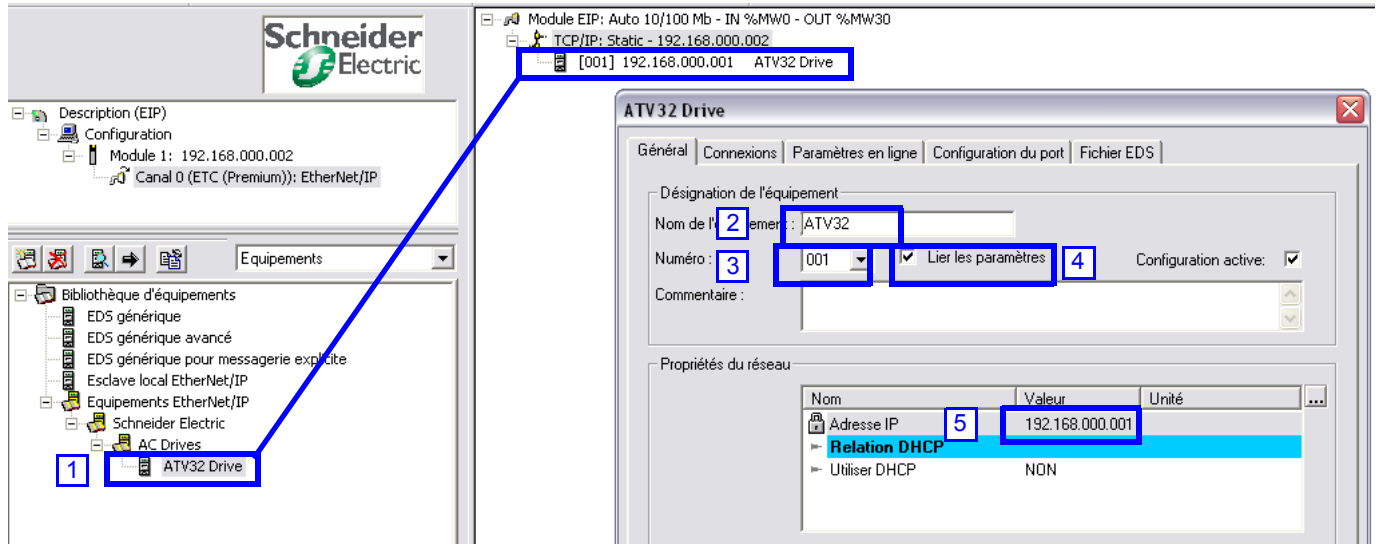 Schneider
Electric
Description (EIP)
Configuration
Module 1: 192.168.000.002
Canal 0 (ETC (Premium)): EtherNet/IP
Equipements
Bibliothèque d'équipements
EDS générique
EDS générique avancé
EDS générique pour messagerie explicite
Esclave local EtherNet/IP
Equipements EtherNet/IP
Schneider Electric
AC Drives
1 ATV32 Drive
Module EIP: Auto 10/100 Mb - IN %MW0 - OUT %MW30
TCP/IP: Static - 192.168.000.002
[001] 192.168.000.001 ATV32 Drive
ATV32 Drive
Général Connexions Paramètres en ligne Configuration du port Fichier EDS
Désignation de l'équipement
Nom de l' 2 ement : ATV32
Numéro : 3 001 Lier les paramètres 4 Configuration active:
Commentaire :
Propriétés du réseau
Nom Valeur Unité ...
Adresse IP 5 192.168.000.001
Relation DHCP
Utiliser DHCP NON